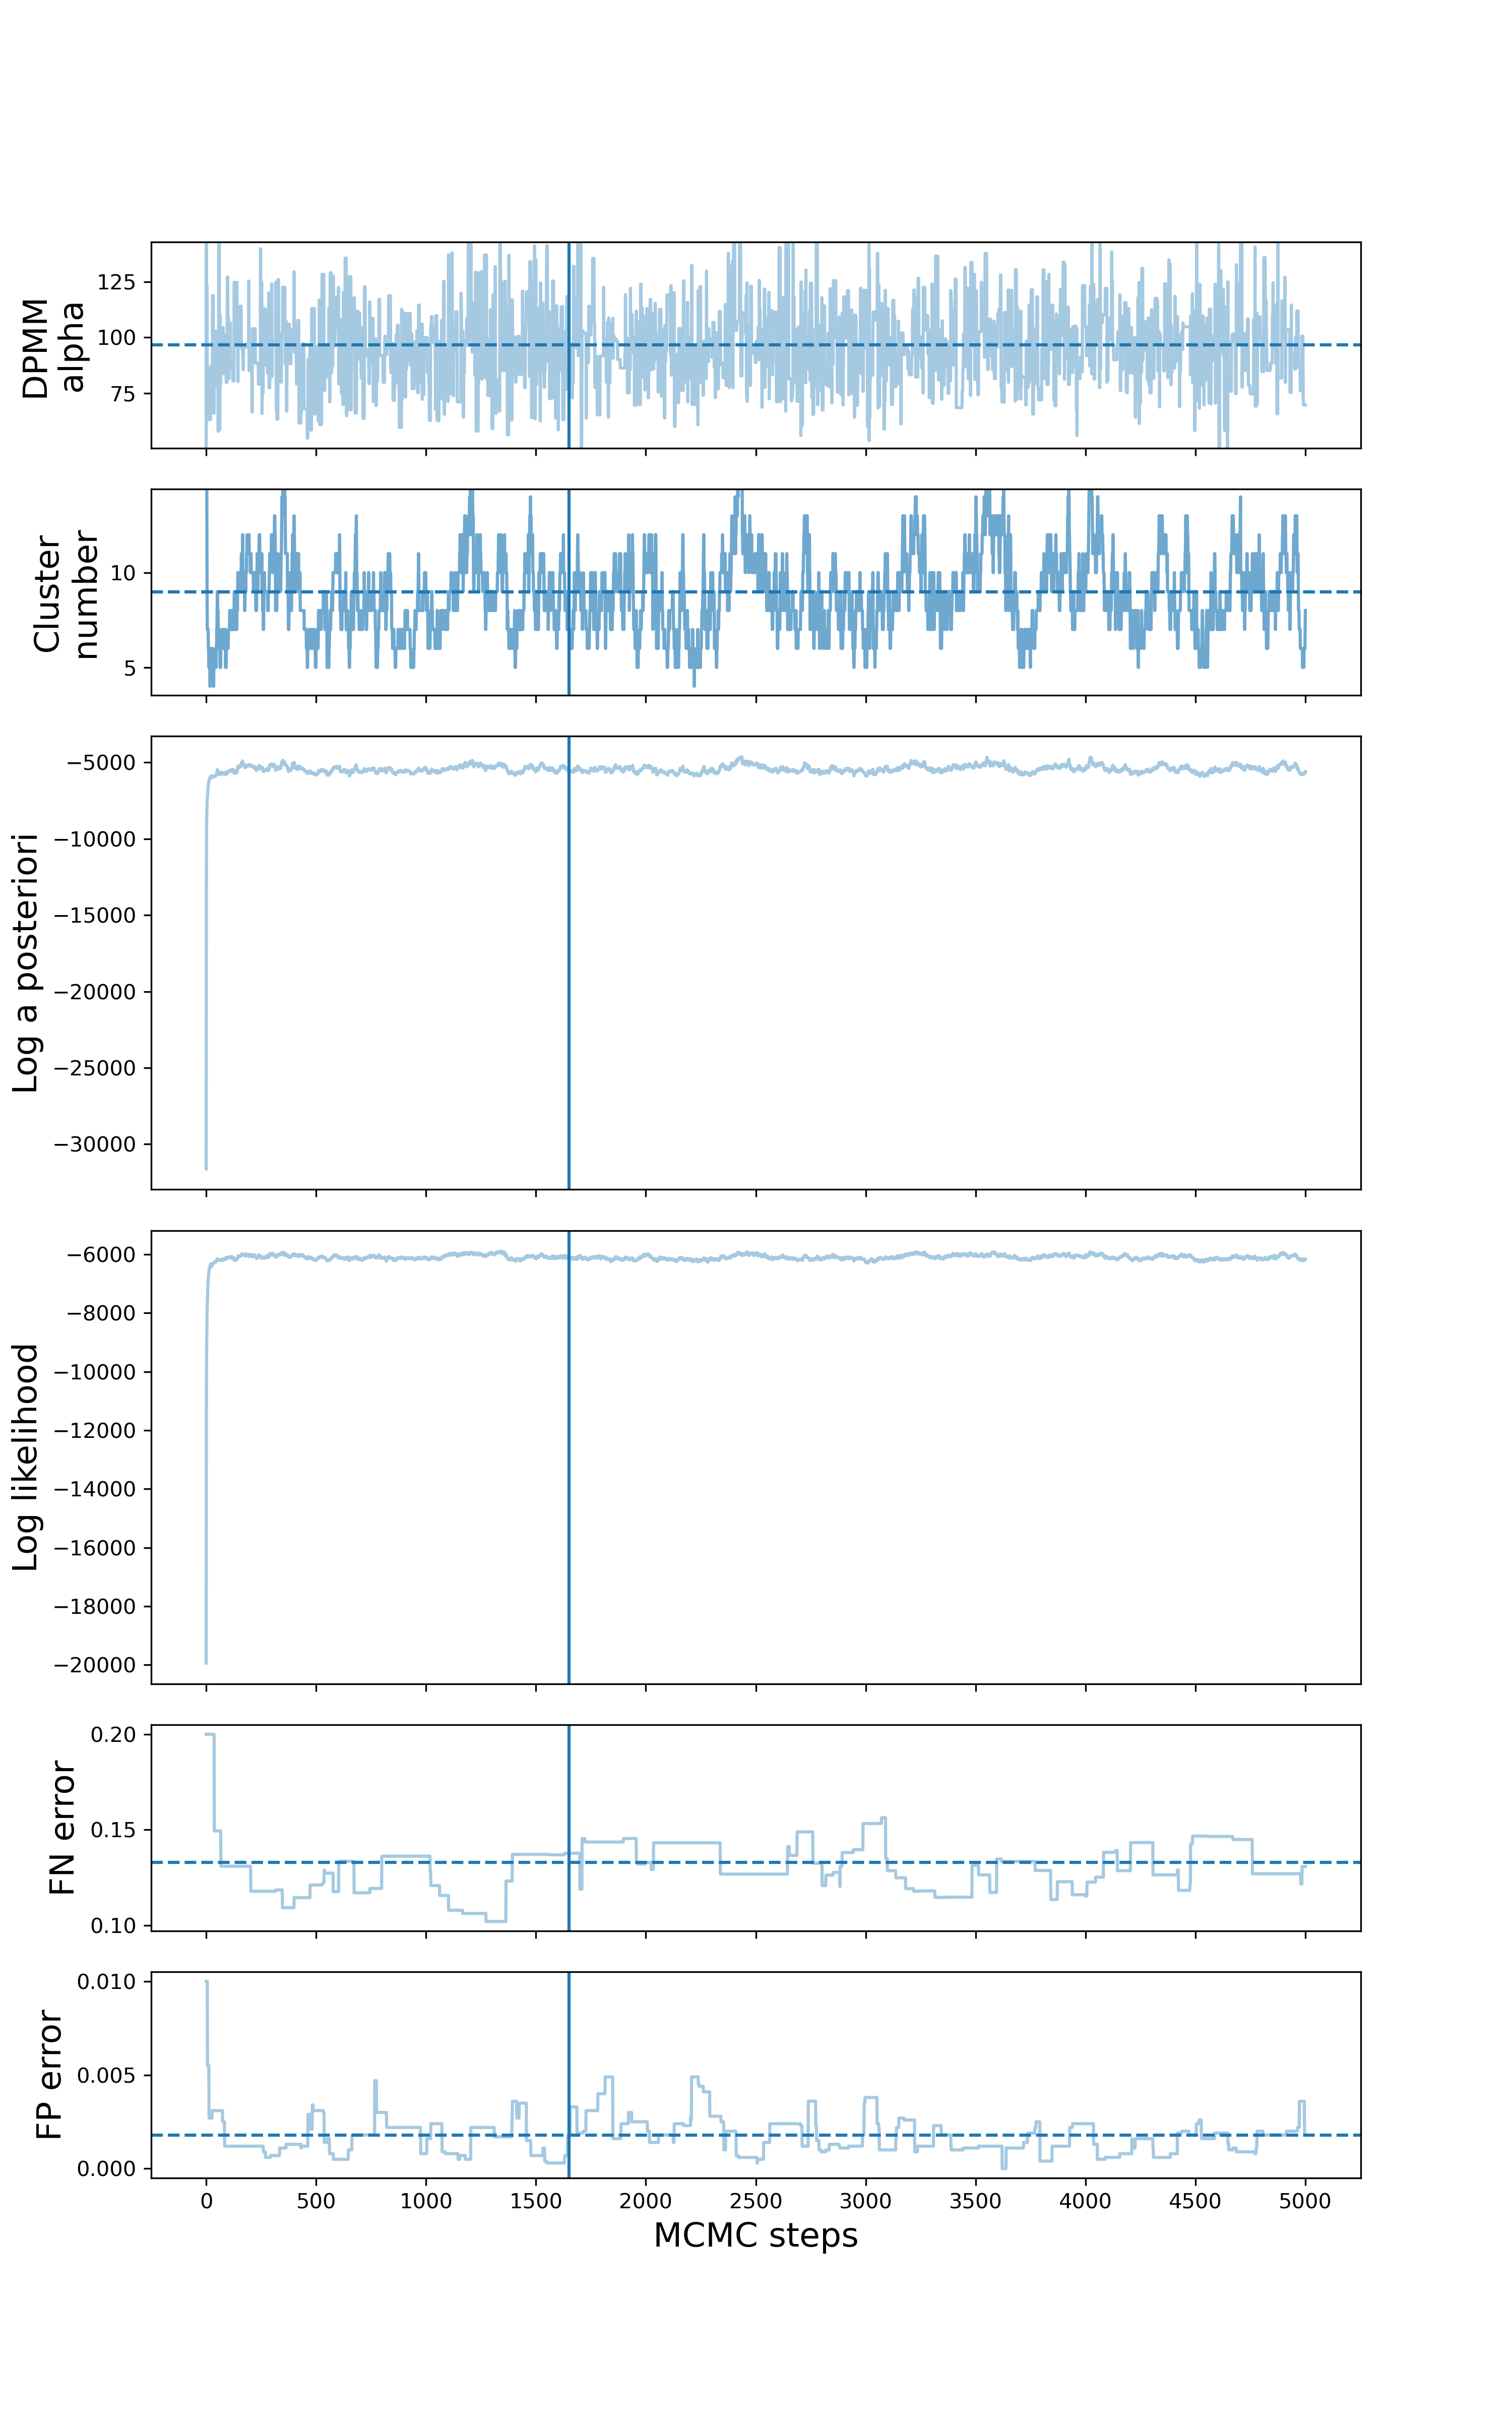 DPMM
alpha
125
100
75
Cluster
number
10
5
Log a posteriori
−5000
−10000
−15000
−20000
−25000
−30000
Log likelihood
−6000
−8000
−10000
−12000
−14000
−16000
−18000
−20000
FN error
0.20
0.15
0.10
FP error
0.010
0.005
0.000
0 500 1000 1500 2000 2500 3000 3500 4000 4500 5000
MCMC steps